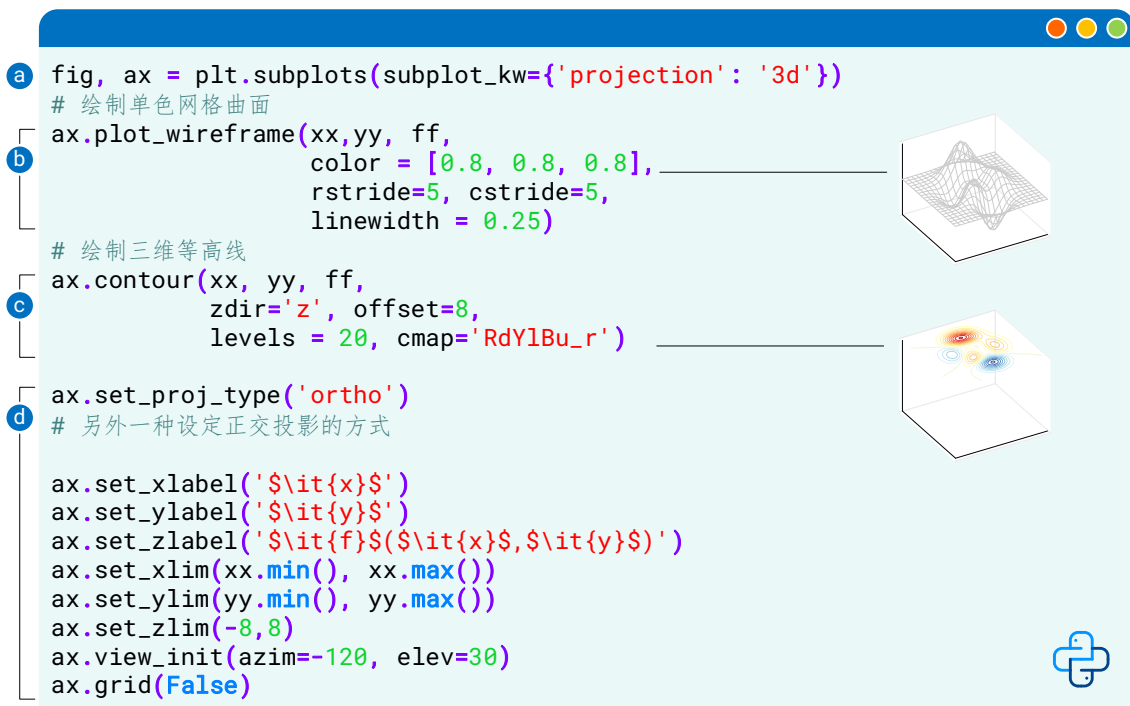 a fig, ax = plt.subplots(subplot_kw={'projection': '3d'})
# 绘制单色网格曲面
ax.plot_wireframe(xx,yy, ff,
b color = [0.8, 0.8, 0.8],
rstride=5, cstride=5,
linewidth = 0.25)
# 绘制三维等高线
ax.contour(xx, yy, ff,
c zdir='z', offset=8,
levels = 20, cmap='RdYlBu_r')
ax.set_proj_type('ortho')
d # 另外一种设定正交投影的方式
ax.set_xlabel('$\it{x}$')
ax.set_ylabel('$\it{y}$')
ax.set_zlabel('$\it{f}$($\it{x}$,$\it{y}$)')
ax.set_xlim(xx.min(), xx.max())
ax.set_ylim(yy.min(), yy.max())
ax.set_zlim(-8,8)
ax.view_init(azim=-120, elev=30)
ax.grid(False)